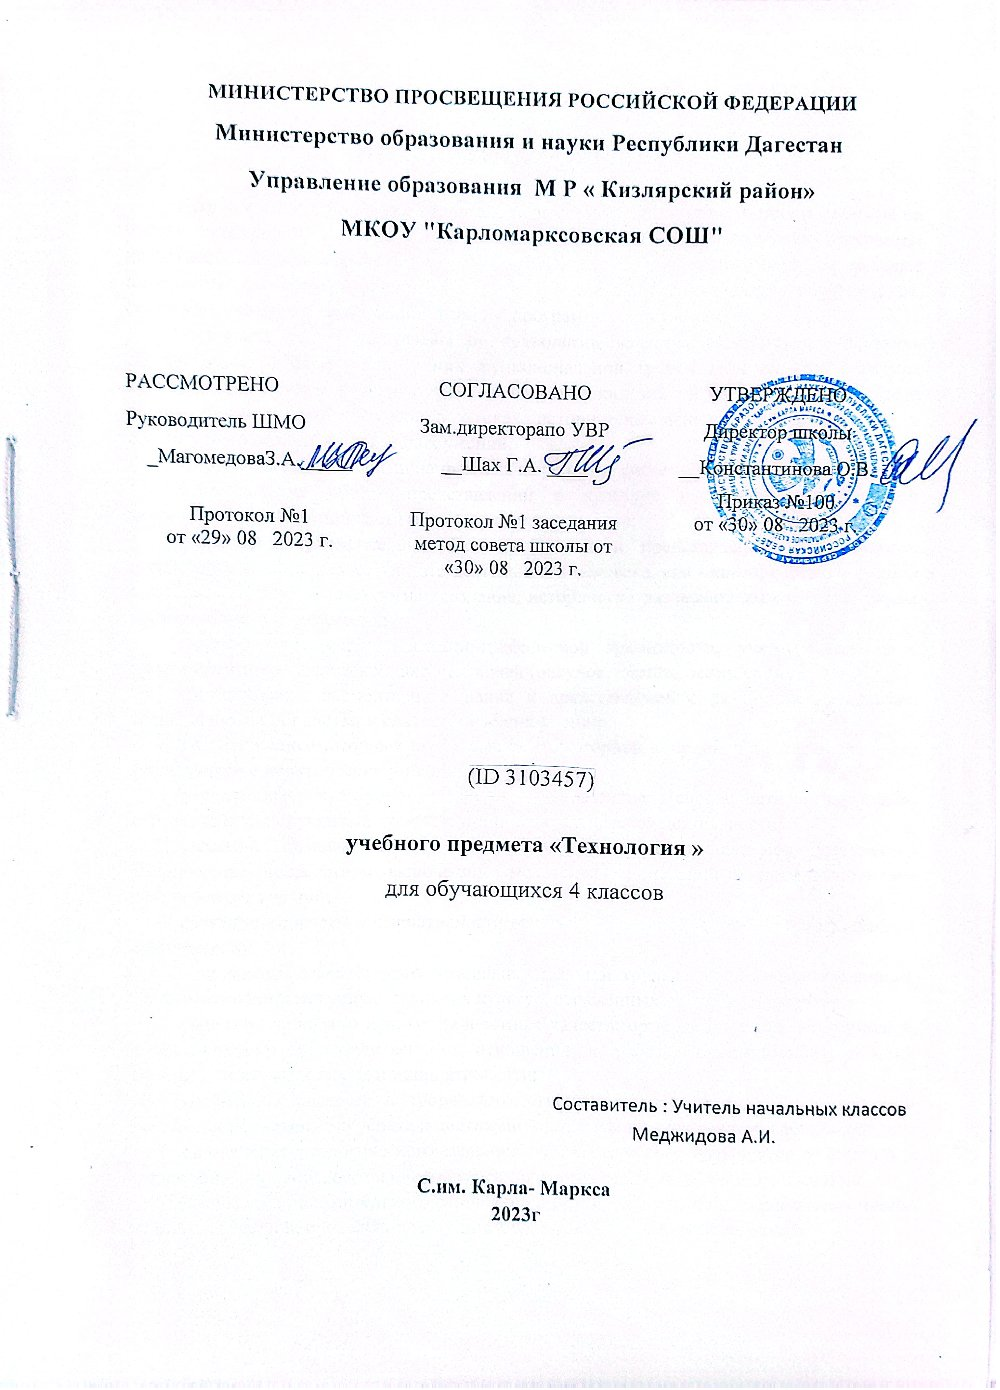 МИНИСТЕРСТВО ПРОСВЕЩЕНИЯ РОССИЙСКОЙ ФЕДЕРАЦИИ
Министерство образования и науки Республики Дагестан
Управление образования М Р « Кизлярский район»
МКОУ "Карломарксовская СОШ"
РАССМОТРЕНО
Руководитель ШМО
_МагомедоваЗ.А.
Протокол №1
от «29» 08 2023 г.
СОГЛАСОВАНО
Зам.директорапо УВР
__Шах Г.А.
Протокол №1 заседания
метод совета школы от
«30» 08 2023 г.
УТВЕРЖДЕНО
Директор школы
__Константинова О.В.
Приказ №100
от «30» 08 2023 г.
(ID 3103457)
учебного предмета «Технология »
для обучающихся 4 классов
Составитель : Учитель начальных классов
Меджидова А.И.
С.им. Карла- Маркса
2023г